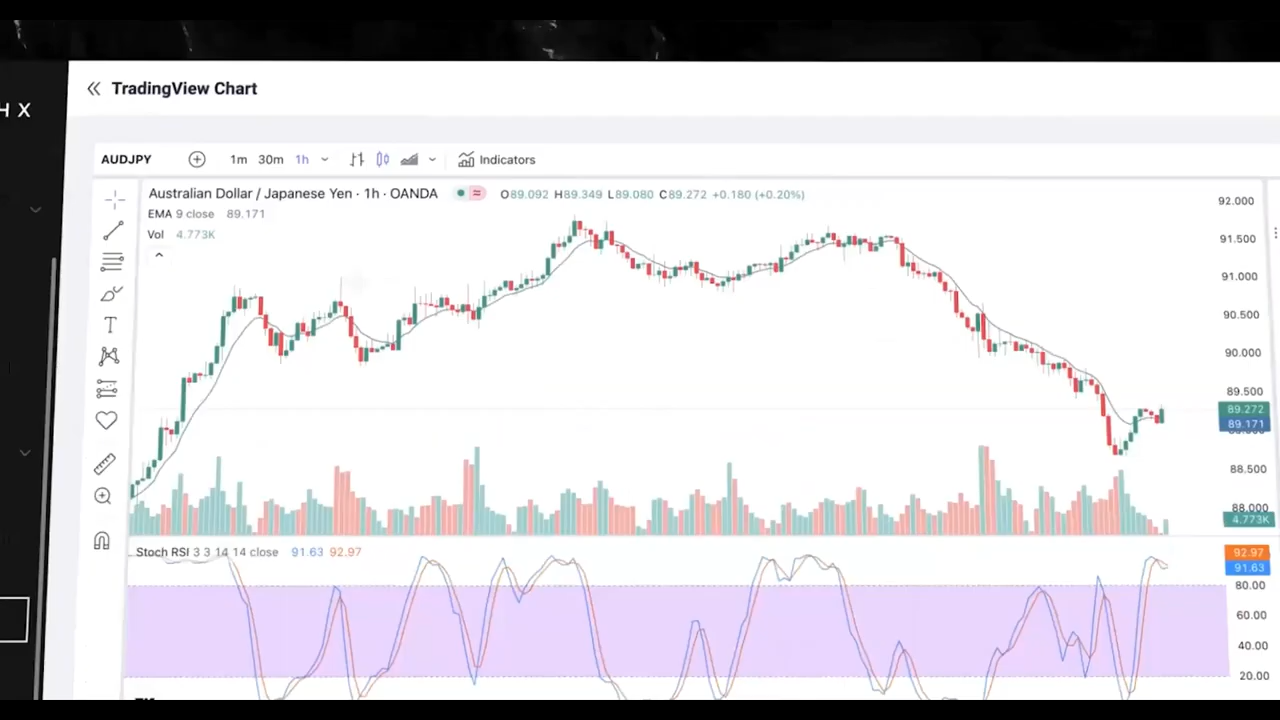 H X
TradingView Chart
AUDJPY 1m 30m 1h Indicators
Australian Dollar / Japanese Yen · 1h · OANDA O89.092 H89.349 L89.080 C89.272 +0.180 (+0.20%)
EMA 9 close 89.171
Vol 4.773K
92.000
91.500
91.000
90.500
90.000
89.500
89.272
89.171
88.500
88.000
4.773K
Stoch RSI 3 3 14 14 close 91.63 92.97
92.97
91.63
80.00
60.00
40.00
20.00